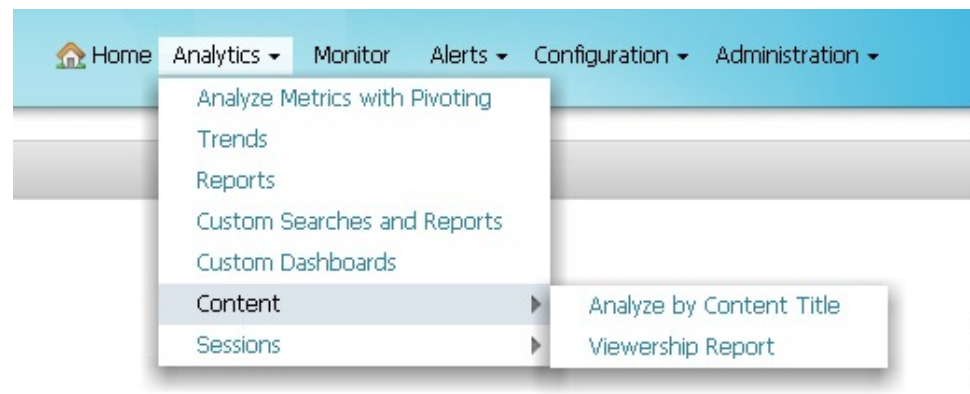 Home Analytics Monitor Alerts Configuration Administration
Analyze Metrics with Pivoting
Trends
Reports
Custom Searches and Reports
Custom Dashboards
Content
Analyze by Content Title
Sessions
Viewership Report